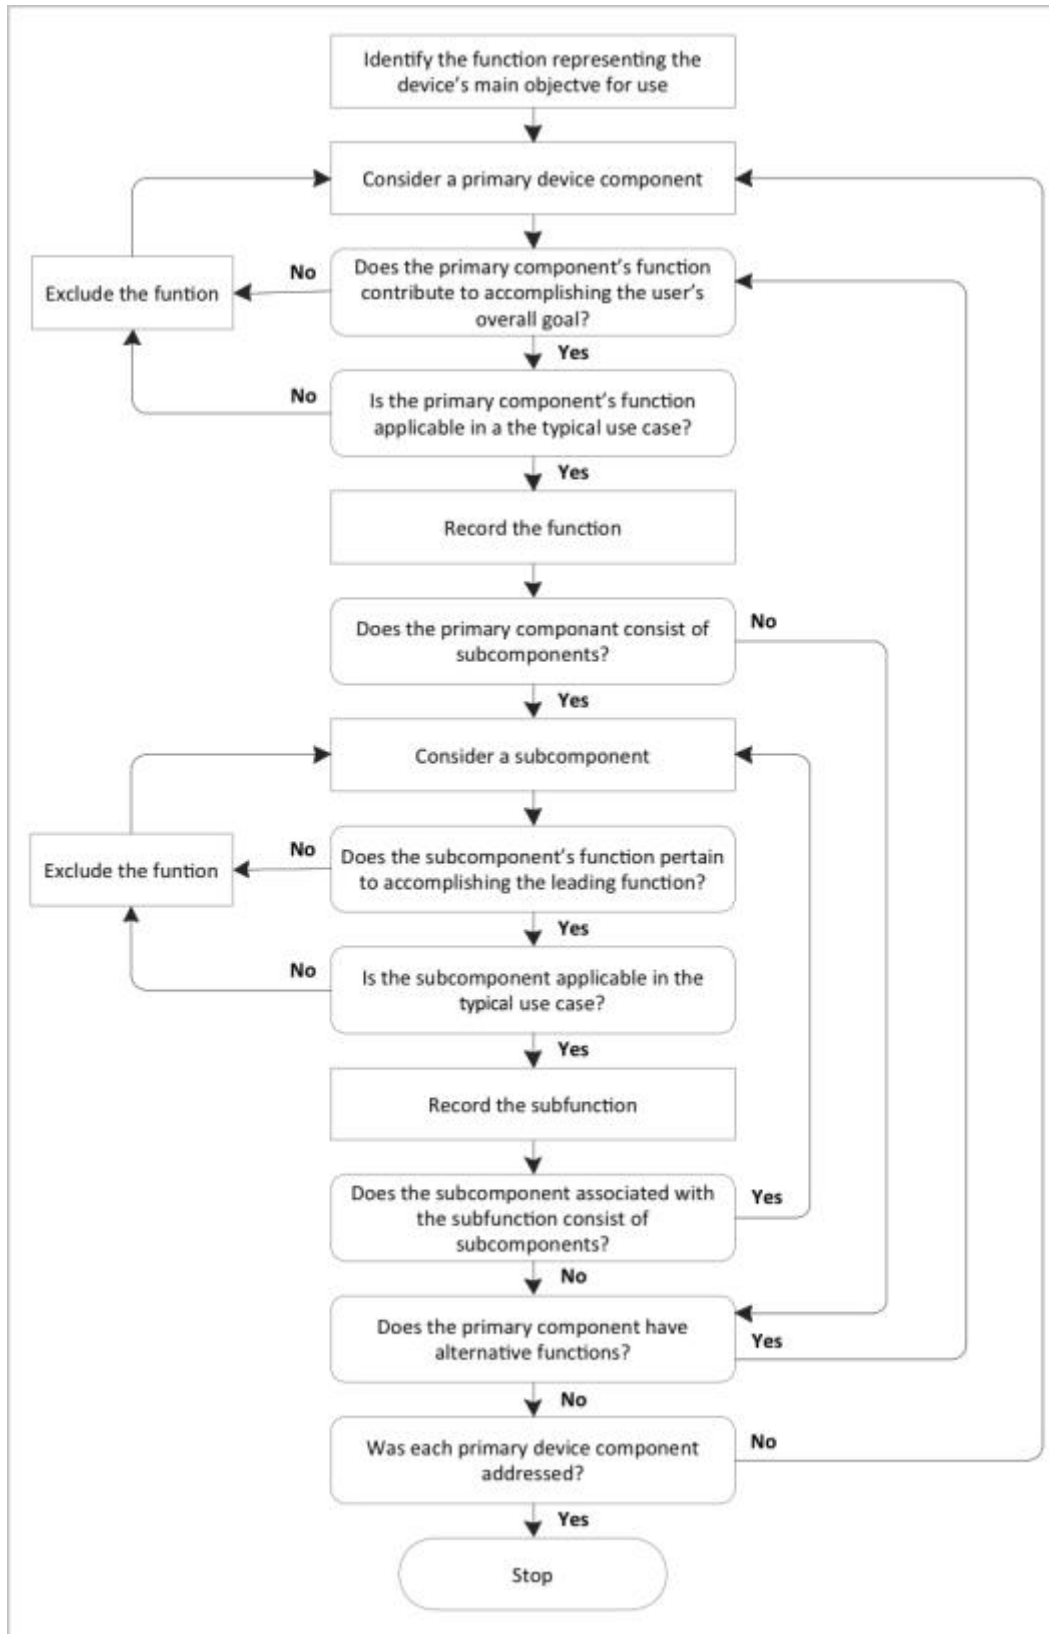 Identify the function representing the
device's main objectve for use
Consider a primary device component
No
Does the primary component's function
contribute to accomplishing the user's
overall goal?
Exclude the funtion
Yes
No
Is the primary component's function
applicable in a the typical use case?
Yes
Record the function
Does the primary componant consist of
subcomponents?
No
Yes
Consider a subcomponent
No
Does the subcomponent's function pertain
to accomplishing the leading function?
Exclude the funtion
Yes
No
Is the subcomponent applicable in the
typical use case?
Yes
Record the subfunction
Does the subcomponent associated with
the subfunction consist of
subcomponents?
Yes
No
Does the primary component have
alternative functions?
Yes
No
Was each primary device component
addressed?
No
Yes
Stop